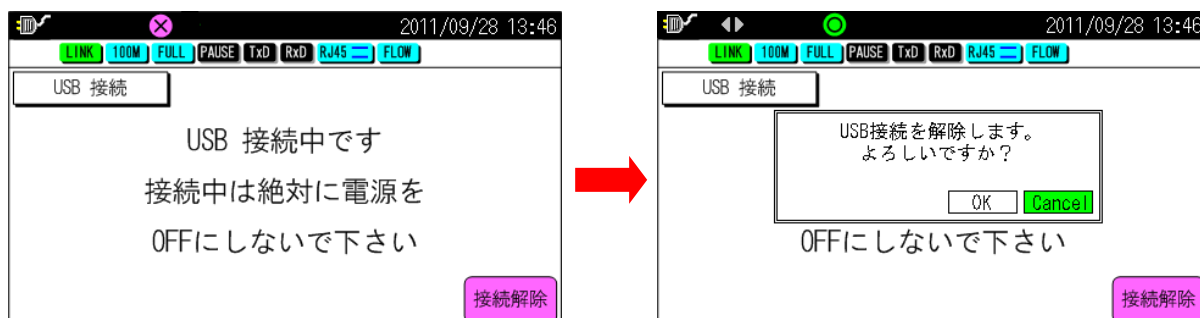 2011/09/28 13:46
LINK 100M FULL PAUSE TxD RxD RJ45 FLOW
USB 接続
USB 接続中です
接続中は絶対に電源を
OFFにしないで下さい
接続解除
2011/09/28 13:46
LINK 100M FULL PAUSE TxD RxD RJ45 FLOW
USB 接続
USB接続を解除します。
よろしいですか？
OK Cancel
OFFにしないで下さい
接続解除